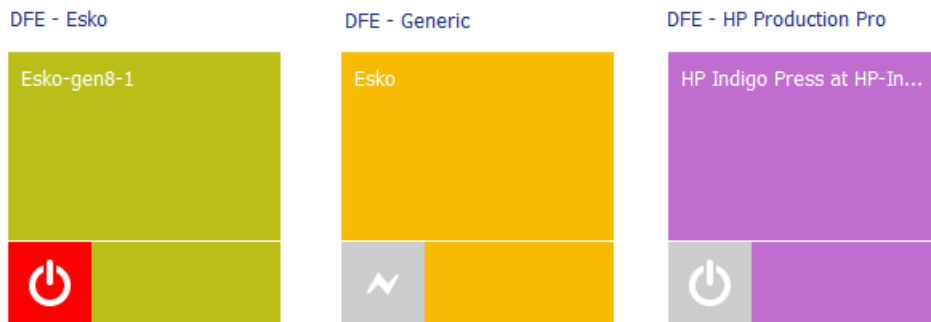 DFE - Esko
DFE - Generic
DFE - HP Production Pro
Esko-gen8-1
Esko
HP Indigo Press at HP-In...